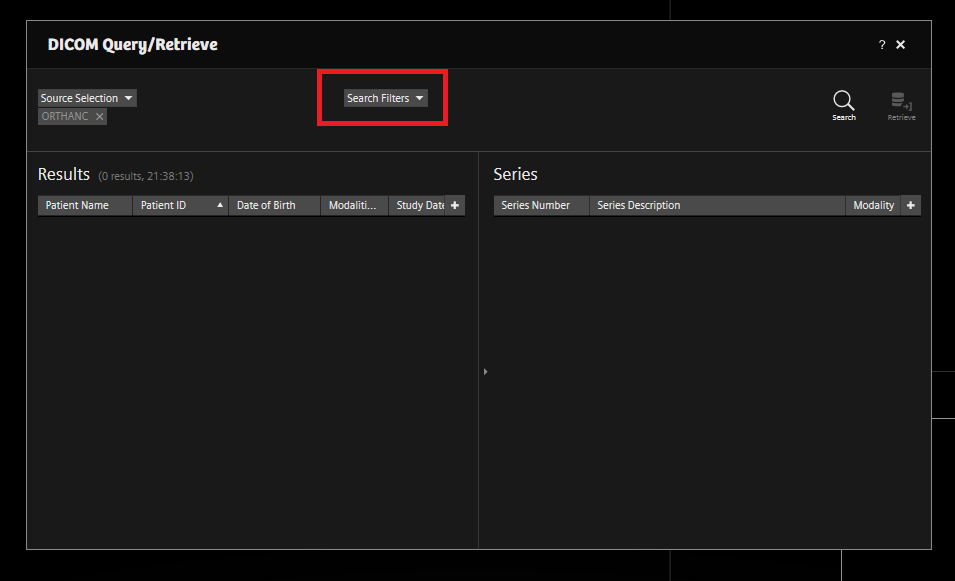 DICOM Query/Retrieve
?
Source Selection
Search Filters
ORTHANC
Search
Retrieve
Results (0 results, 21:38:13)
Series
Patient Name Patient ID Date of Birth Modaliti... Study Date
Series Number Series Description Modality